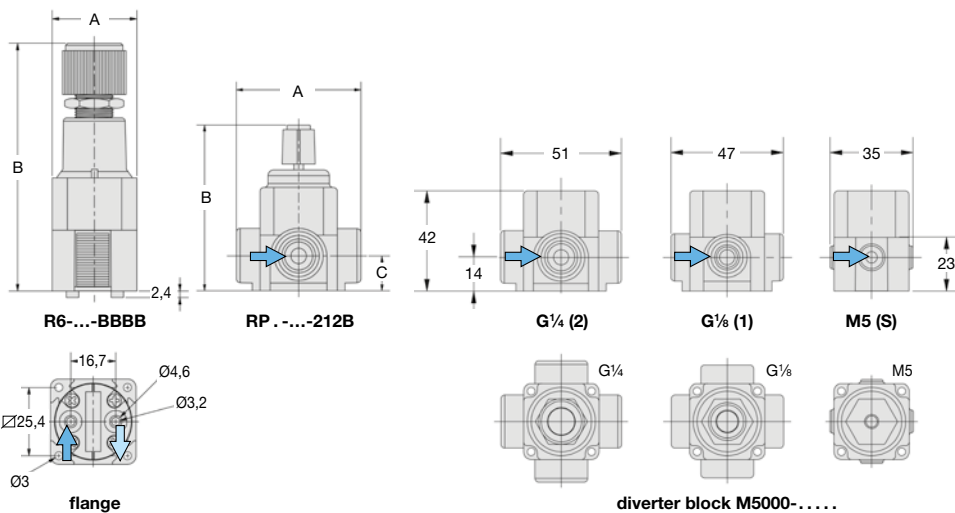 A
B
2,4
R6-...-BBBB
A
B
C
RP . -...-212B
51
42
14
G¼ (2)
47
G⅛ (1)
35
23
M5 (S)
16,7
Ø4,6
Ø3,2
⍁25,4
Ø3
flange
G¼
G⅛
M5
diverter block M5000-.....